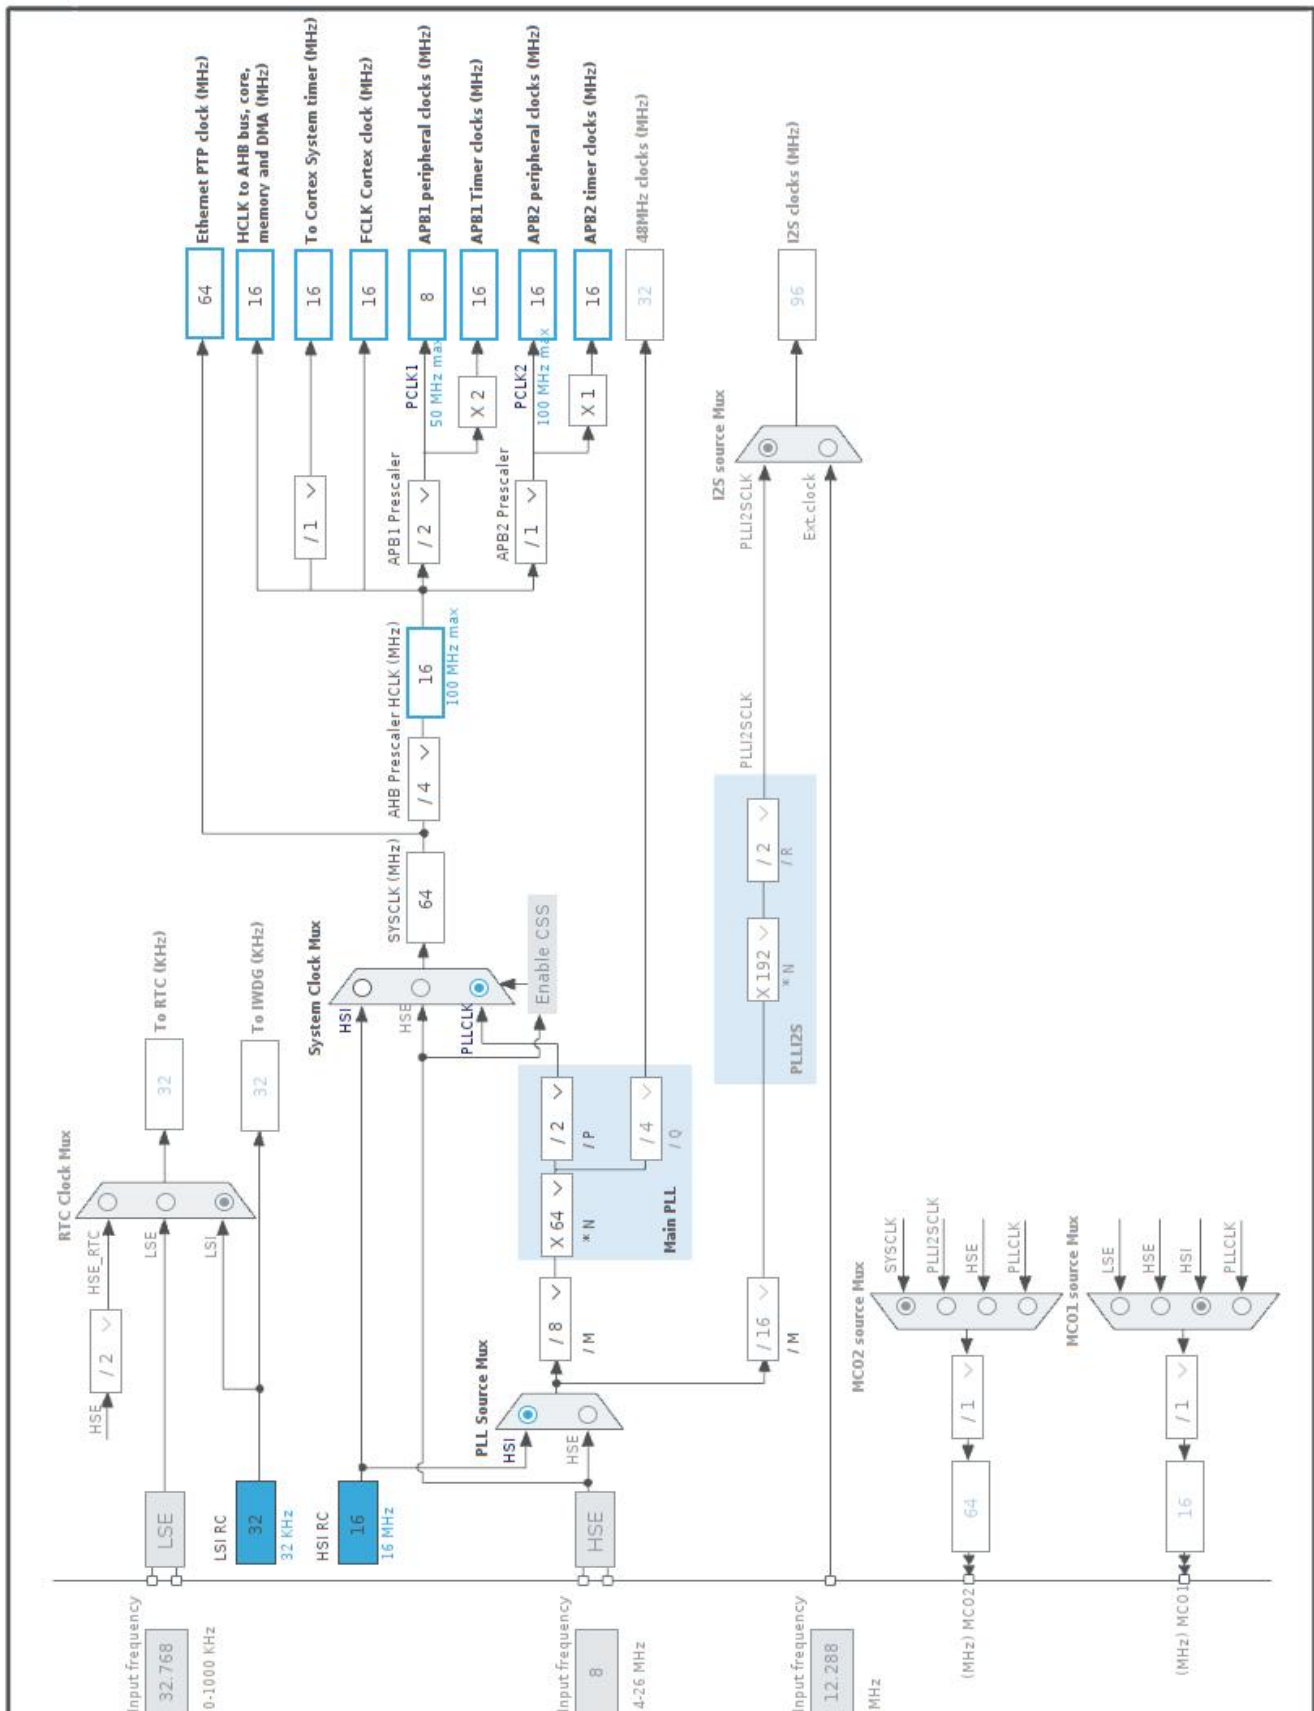 Input frequency
32.768
0-1000 KHz
LSE
LSI RC
32
32 KHz
HSI RC
16
16 MHz
Input frequency
8
4-26 MHz
HSE
Input frequency
12.288
MHz
RTC Clock Mux
HSE
/ 2
HSE_RTC
LSE
LSI
32
To RTC (KHz)
32
To IWDG (KHz)
System Clock Mux
HSI
HSE
PLLCLK
Enable CSS
SYSCLK (MHz)
64
AHB Prescaler
/ 4
HCLK (MHz)
16
100 MHz max
/ 1
APB1 Prescaler
/ 2
PCLK1
50 MHz max
X 2
APB2 Prescaler
/ 1
PCLK2
100 MHz max
X 1
64
Ethernet PTP clock (MHz)
16
HCLK to AHB bus, core,
memory and DMA (MHz)
16
To Cortex System timer (MHz)
16
FCLK Cortex clock (MHz)
8
APB1 peripheral clocks (MHz)
16
APB1 Timer clocks (MHz)
16
APB2 peripheral clocks (MHz)
16
APB2 timer clocks (MHz)
32
48MHz clocks (MHz)
PLL Source Mux
HSI
HSE
/ 8
/ M
X 64
* N
/ 2
/ P
/ 4
/ Q
Main PLL
/ 16
/ M
X 192
* N
/ 2
/ R
PLLI2S
PLLI2SCLK
PLLI2SCLK
Ext.clock
I2S source Mux
96
I2S clocks (MHz)
MCO2 source Mux
SYSCLK
PLLI2SCLK
HSE
PLLCLK
/ 1
64
(MHz) MCO2
MCO1 source Mux
LSE
HSE
HSI
PLLCLK
/ 1
16
(MHz) MCO1